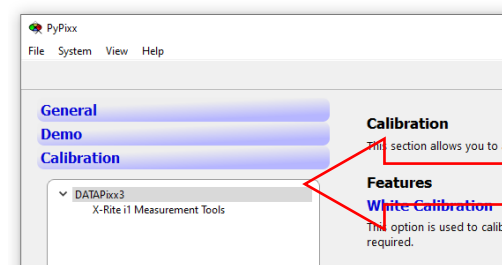 PyPixx
File System View Help
General
Demo
Calibration
DATAPixx3
X-Rite i1 Measurement Tools
Calibration
This section allows you to
Features
White Calibration
This option is used to calib
required.